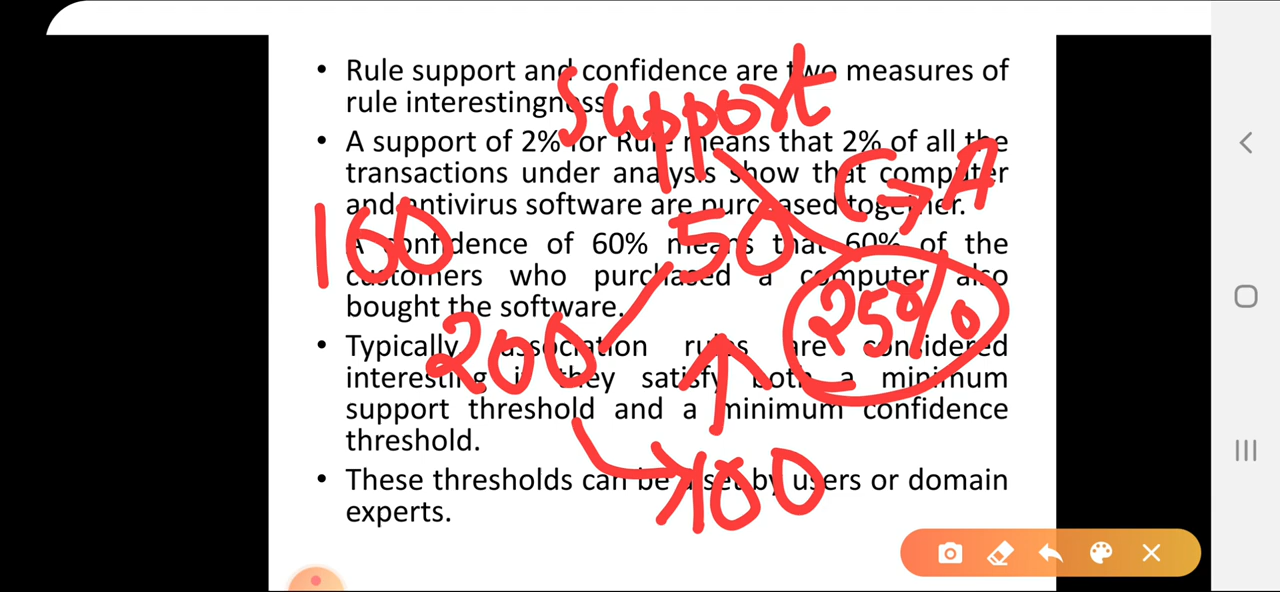 • Rule support and confidence are two measures of
rule interestingness.
• A support of 2% for Rule means that 2% of all the
transactions under analysis show that computer
and antivirus software are purchased together.
A confidence of 60% means that 60% of the
customers who purchased a computer also
bought the software.
• Typically, association rules are considered
interesting if they satisfy both a minimum
support threshold and a minimum confidence
threshold.
• These thresholds can be set by users or domain
experts.
Support
C → A
100
50
25%
200
100